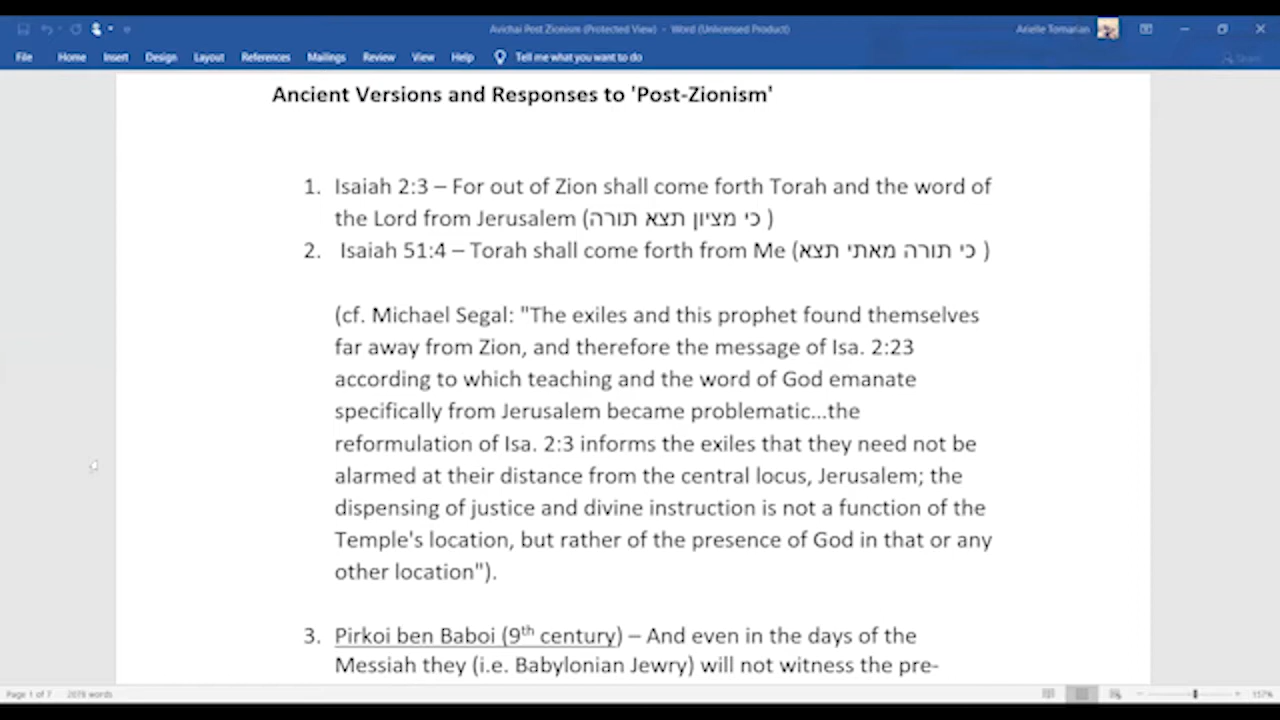 Avichai Post Zionism (Protected View) - Word (Unlicensed Product)
Arielle Tomarian
File Home Insert Design Layout References Mailings Review View Help Tell me what you want to do
Share
Ancient Versions and Responses to 'Post-Zionism'
1. Isaiah 2:3 – For out of Zion shall come forth Torah and the word of
the Lord from Jerusalem (כי מציון תצא תורה )
2. Isaiah 51:4 – Torah shall come forth from Me (כי תורה מאתי תצא )
(cf. Michael Segal: "The exiles and this prophet found themselves
far away from Zion, and therefore the message of Isa. 2:23
according to which teaching and the word of God emanate
specifically from Jerusalem became problematic...the
reformulation of Isa. 2:3 informs the exiles that they need not be
alarmed at their distance from the central locus, Jerusalem; the
dispensing of justice and divine instruction is not a function of the
Temple's location, but rather of the presence of God in that or any
other location").
3. Pirkoi ben Baboi (9th century) – And even in the days of the
Messiah they (i.e. Babylonian Jewry) will not witness the pre-
Page 1 of 7 2078 words
157%